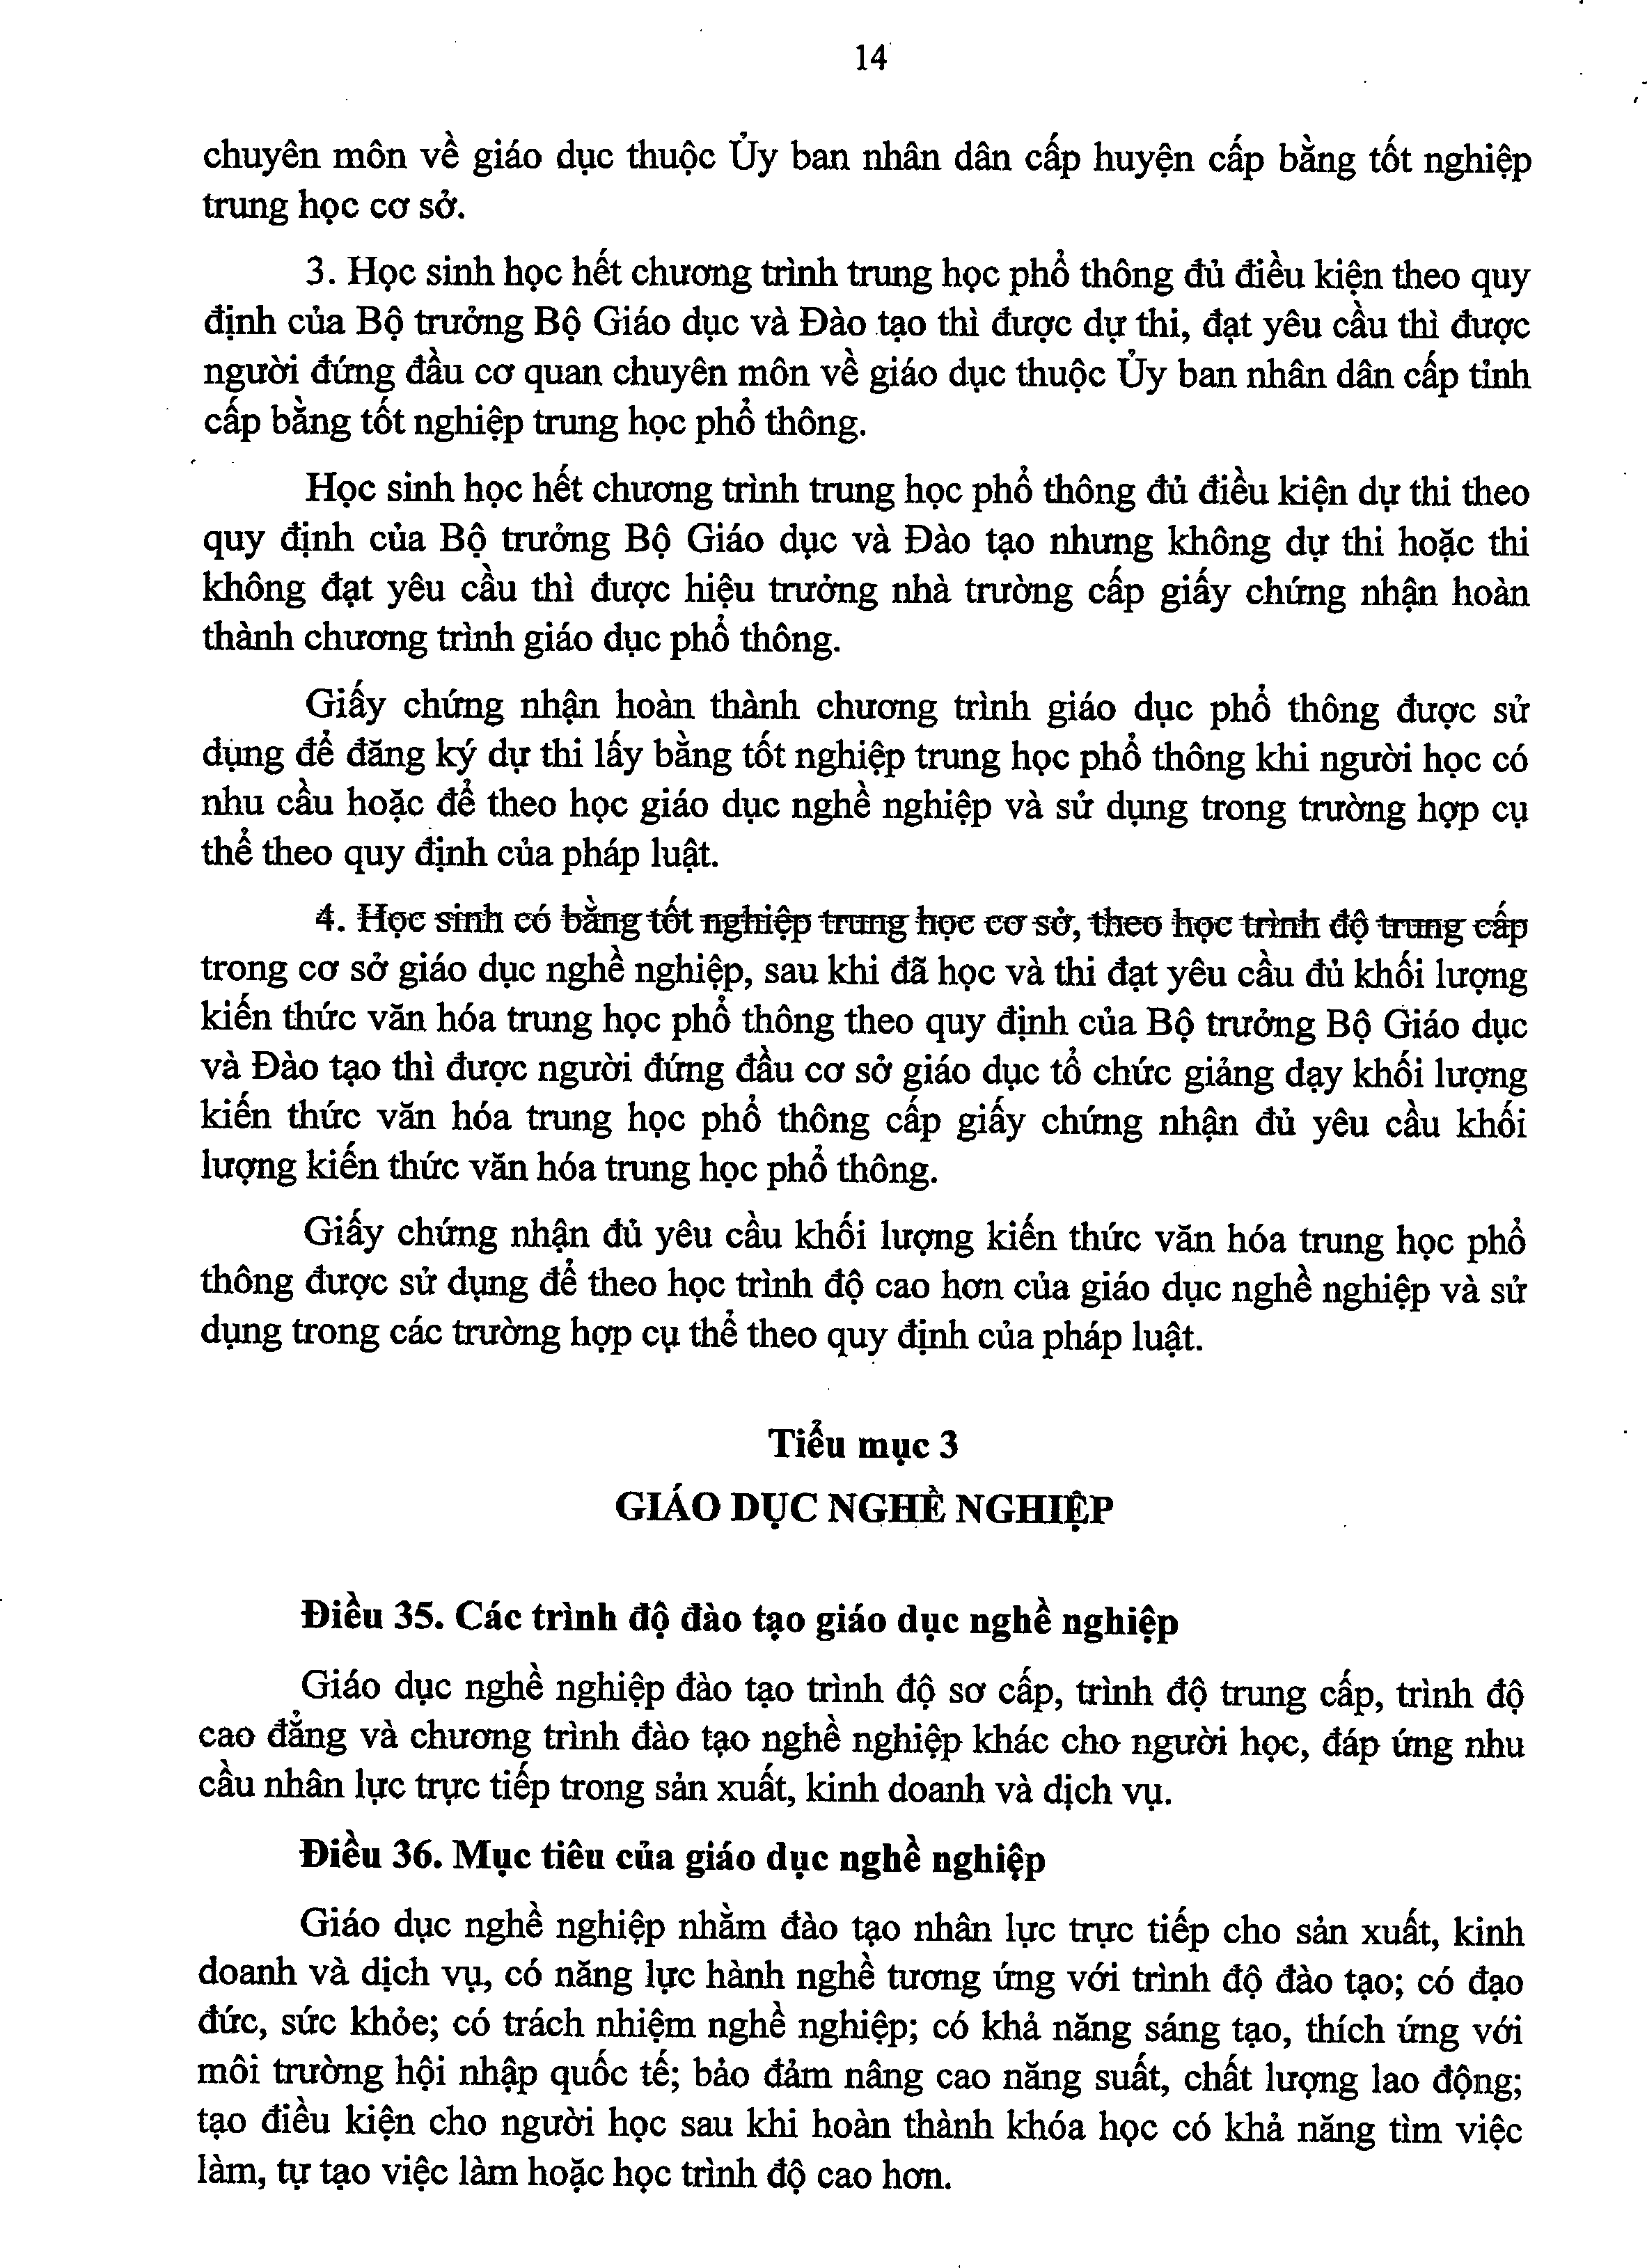 14
chuyên môn về giáo dục thuộc Ủy ban nhân dân cấp huyện cấp bằng tốt nghiệp
trung học cơ sở.
3. Học sinh học hết chương trình trung học phổ thông đủ điều kiện theo quy
định của Bộ trưởng Bộ Giáo dục và Đào tạo thì được dự thi, đạt yêu cầu thì được
người đứng đầu cơ quan chuyên môn về giáo dục thuộc Ủy ban nhân dân cấp tỉnh
cấp bằng tốt nghiệp trung học phổ thông.
Học sinh học hết chương trình trung học phổ thông đủ điều kiện dự thi theo
quy định của Bộ trưởng Bộ Giáo dục và Đào tạo nhưng không dự thi hoặc thi
không đạt yêu cầu thì được hiệu trưởng nhà trường cấp giấy chứng nhận hoàn
thành chương trình giáo dục phổ thông.
Giấy chứng nhận hoàn thành chương trình giáo dục phổ thông được sử
dụng để đăng ký dự thi lấy bằng tốt nghiệp trung học phổ thông khi người học có
nhu cầu hoặc để theo học giáo dục nghề nghiệp và sử dụng trong trường hợp cụ
thể theo quy định của pháp luật.
4. Học sinh có bằng tốt nghiệp trung học cơ sở, theo học trình độ trung cấp
trong cơ sở giáo dục nghề nghiệp, sau khi đã học và thi đạt yêu cầu đủ khối lượng
kiến thức văn hóa trung học phổ thông theo quy định của Bộ trưởng Bộ Giáo dục
và Đào tạo thì được người đứng đầu cơ sở giáo dục tổ chức giảng dạy khối lượng
kiến thức văn hóa trung học phổ thông cấp giấy chứng nhận đủ yêu cầu khối
lượng kiến thức văn hóa trung học phổ thông.
Giấy chứng nhận đủ yêu cầu khối lượng kiến thức văn hóa trung học phổ
thông được sử dụng để theo học trình độ cao hơn của giáo dục nghề nghiệp và sử
dụng trong các trường hợp cụ thể theo quy định của pháp luật.
Tiểu mục 3
GIÁO DỤC NGHỀ NGHIỆP
Điều 35. Các trình độ đào tạo giáo dục nghề nghiệp
Giáo dục nghề nghiệp đào tạo trình độ sơ cấp, trình độ trung cấp, trình độ
cao đẳng và chương trình đào tạo nghề nghiệp khác cho người học, đáp ứng nhu
cầu nhân lực trực tiếp trong sản xuất, kinh doanh và dịch vụ.
Điều 36. Mục tiêu của giáo dục nghề nghiệp
Giáo dục nghề nghiệp nhằm đào tạo nhân lực trực tiếp cho sản xuất, kinh
doanh và dịch vụ, có năng lực hành nghề tương ứng với trình độ đào tạo; có đạo
đức, sức khỏe; có trách nhiệm nghề nghiệp; có khả năng sáng tạo, thích ứng với
môi trường hội nhập quốc tế; bảo đảm nâng cao năng suất, chất lượng lao động;
tạo điều kiện cho người học sau khi hoàn thành khóa học có khả năng tìm việc
làm, tự tạo việc làm hoặc học trình độ cao hơn.